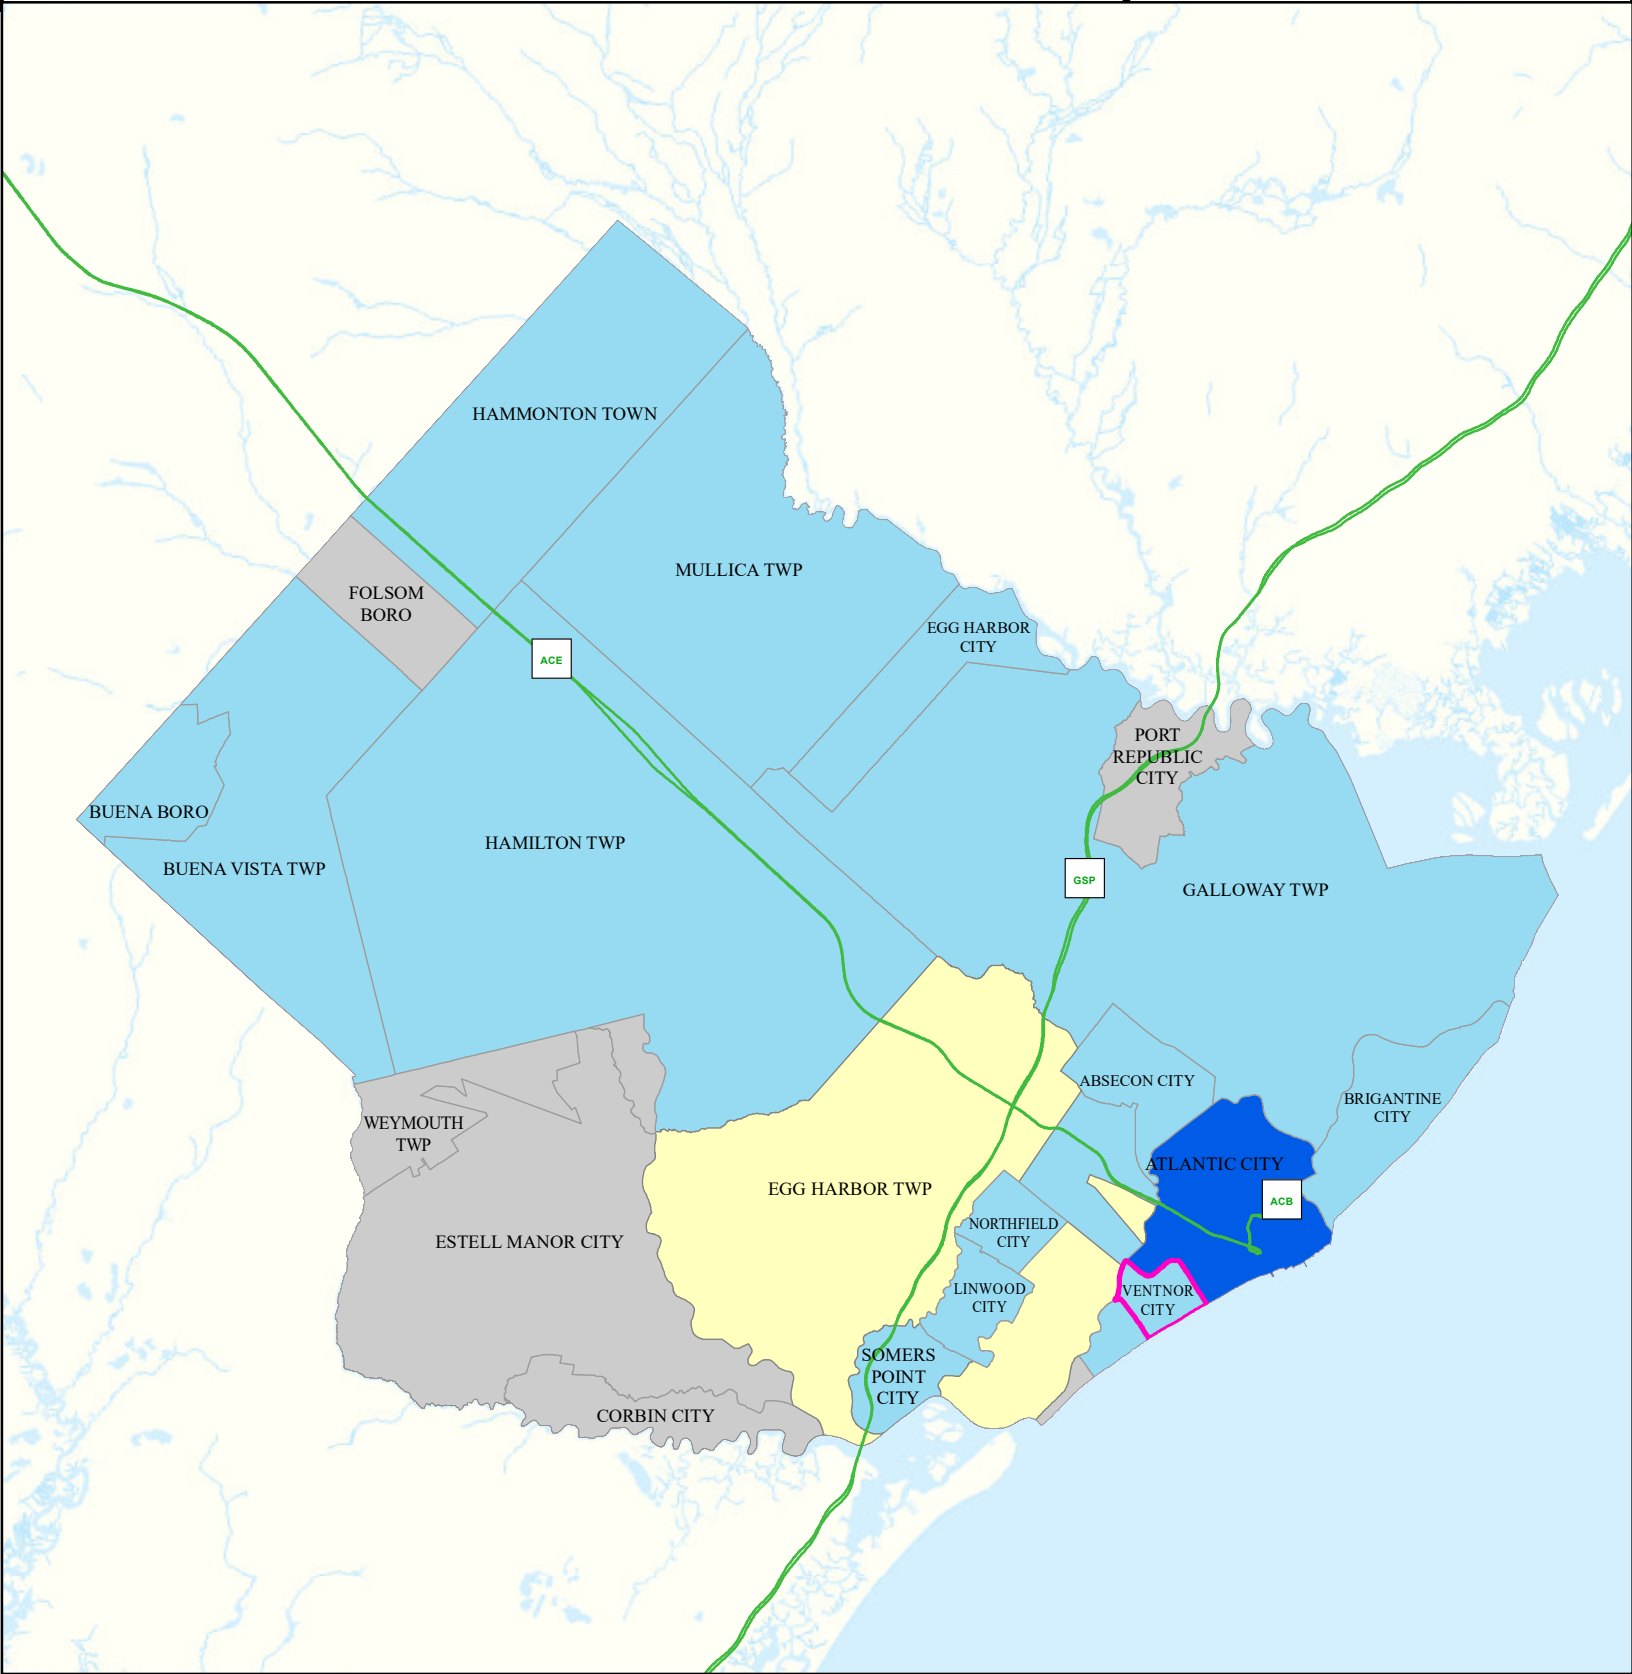 HAMMONTON TOWN
MULLICA TWP
FOLSOM
BORO
EGG HARBOR
CITY
ACE
PORT
REPUBLIC
CITY
BUENA BORO
HAMILTON TWP
BUENA VISTA TWP
GSP
GALLOWAY TWP
ABSECON CITY
BRIGANTINE
CITY
WEYMOUTH
TWP
ATLANTIC CITY
EGG HARBOR TWP
ACB
NORTHFIELD
CITY
ESTELL MANOR CITY
LINWOOD
CITY
VENTNOR
CITY
SOMERS
POINT
CITY
CORBIN CITY